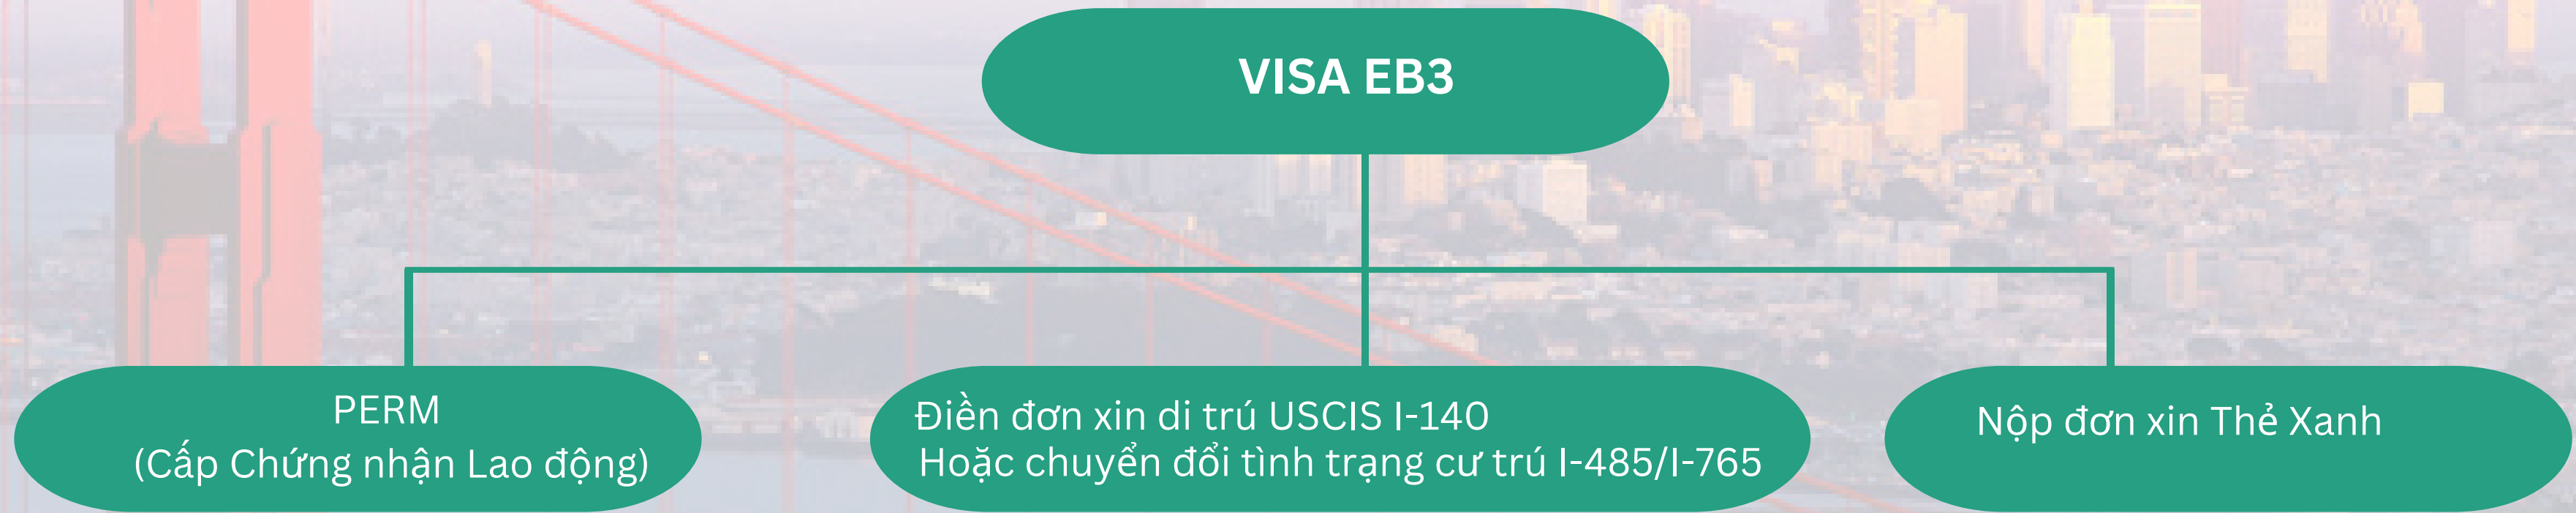 VISA EB3
PERM
(Cấp Chứng nhận Lao động)
Điền đơn xin di trú USCIS I-140
Hoặc chuyển đổi tình trạng cư trú I-485/I-765
Nộp đơn xin Thẻ Xanh